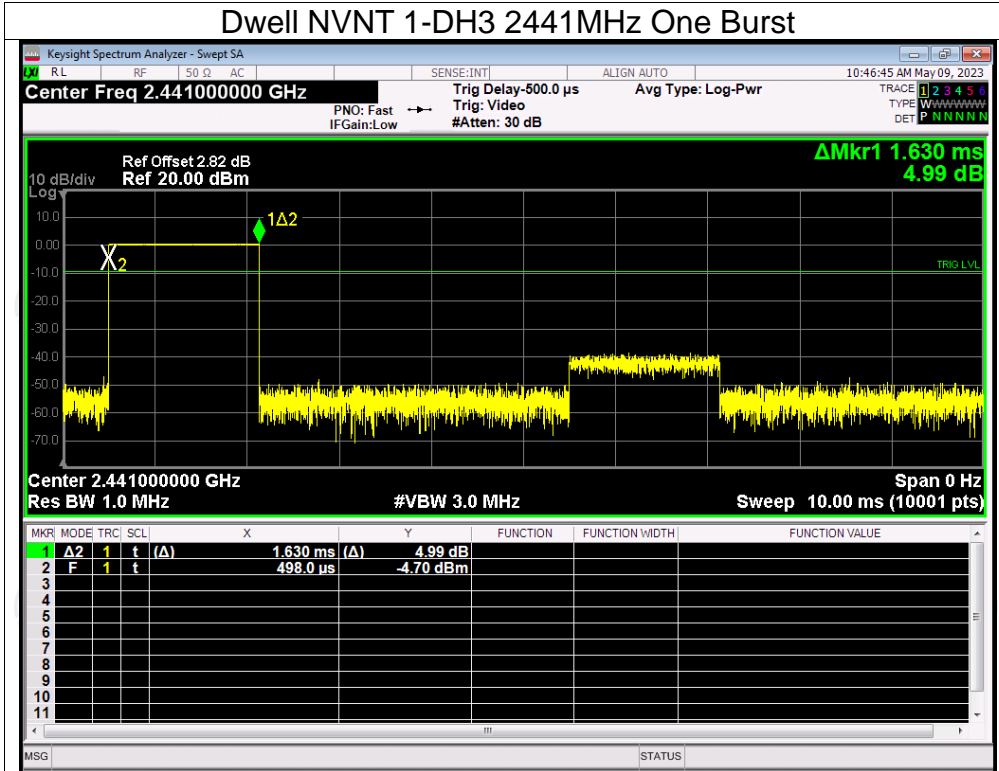 Dwell NVNT 1-DH3 2441MHz One Burst
Keysight Spectrum Analyzer - Swept SA
LXI RL RF 50 Ω AC SENSE:INT ALIGN AUTO 10:46:45 AM May 09, 2023
Center Freq 2.441000000 GHz Trig Delay-500.0 µs Avg Type: Log-Pwr TRACE 1 2 3 4 5 6
PNO: Fast Trig: Video TYPE WWWWWW
IFGain:Low #Atten: 30 dB DET P N N N N N
ΔMkr1 1.630 ms
4.99 dB
Ref Offset 2.82 dB
10 dB/div Ref 20.00 dBm
Log
10.0
1Δ2
0.00
2
TRIG LVL
-10.0
-20.0
-30.0
-40.0
-50.0
-60.0
-70.0
Center 2.441000000 GHz Span 0 Hz
Res BW 1.0 MHz #VBW 3.0 MHz Sweep 10.00 ms (10001 pts)
MKR MODE TRC SCL X Y FUNCTION FUNCTION WIDTH FUNCTION VALUE
1 Δ2 1 t (Δ) 1.630 ms (Δ) 4.99 dB
2 F 1 t 498.0 µs -4.70 dBm
3
4
5
6
7
8
9
10
11
MSG STATUS